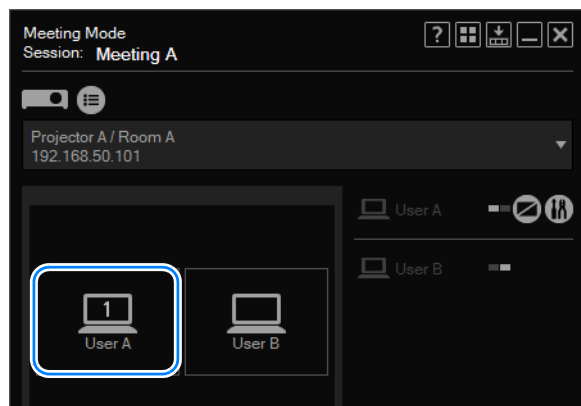 Meeting Mode
Session: Meeting A
?
Projector A / Room A
192.168.50.101
User A
User B
1
User A
User B